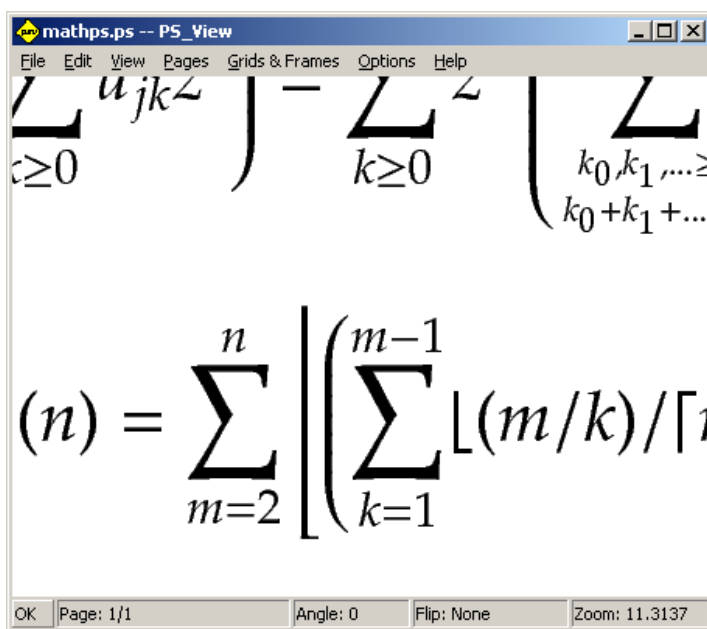 mathps.ps -- PS_View
File Edit View Pages Grids & Frames Options Help
∑ a_{jk}z ) − ∑ z ( ∑
k≥0 k≥0 k_0,k_1,...≥
k_0+k_1+...
n m−1
(n) = ∑ ⌊ ( ∑ ⌊(m/k)/⌈
m=2 k=1
OK Page: 1/1 Angle: 0 Flip: None Zoom: 11.3137